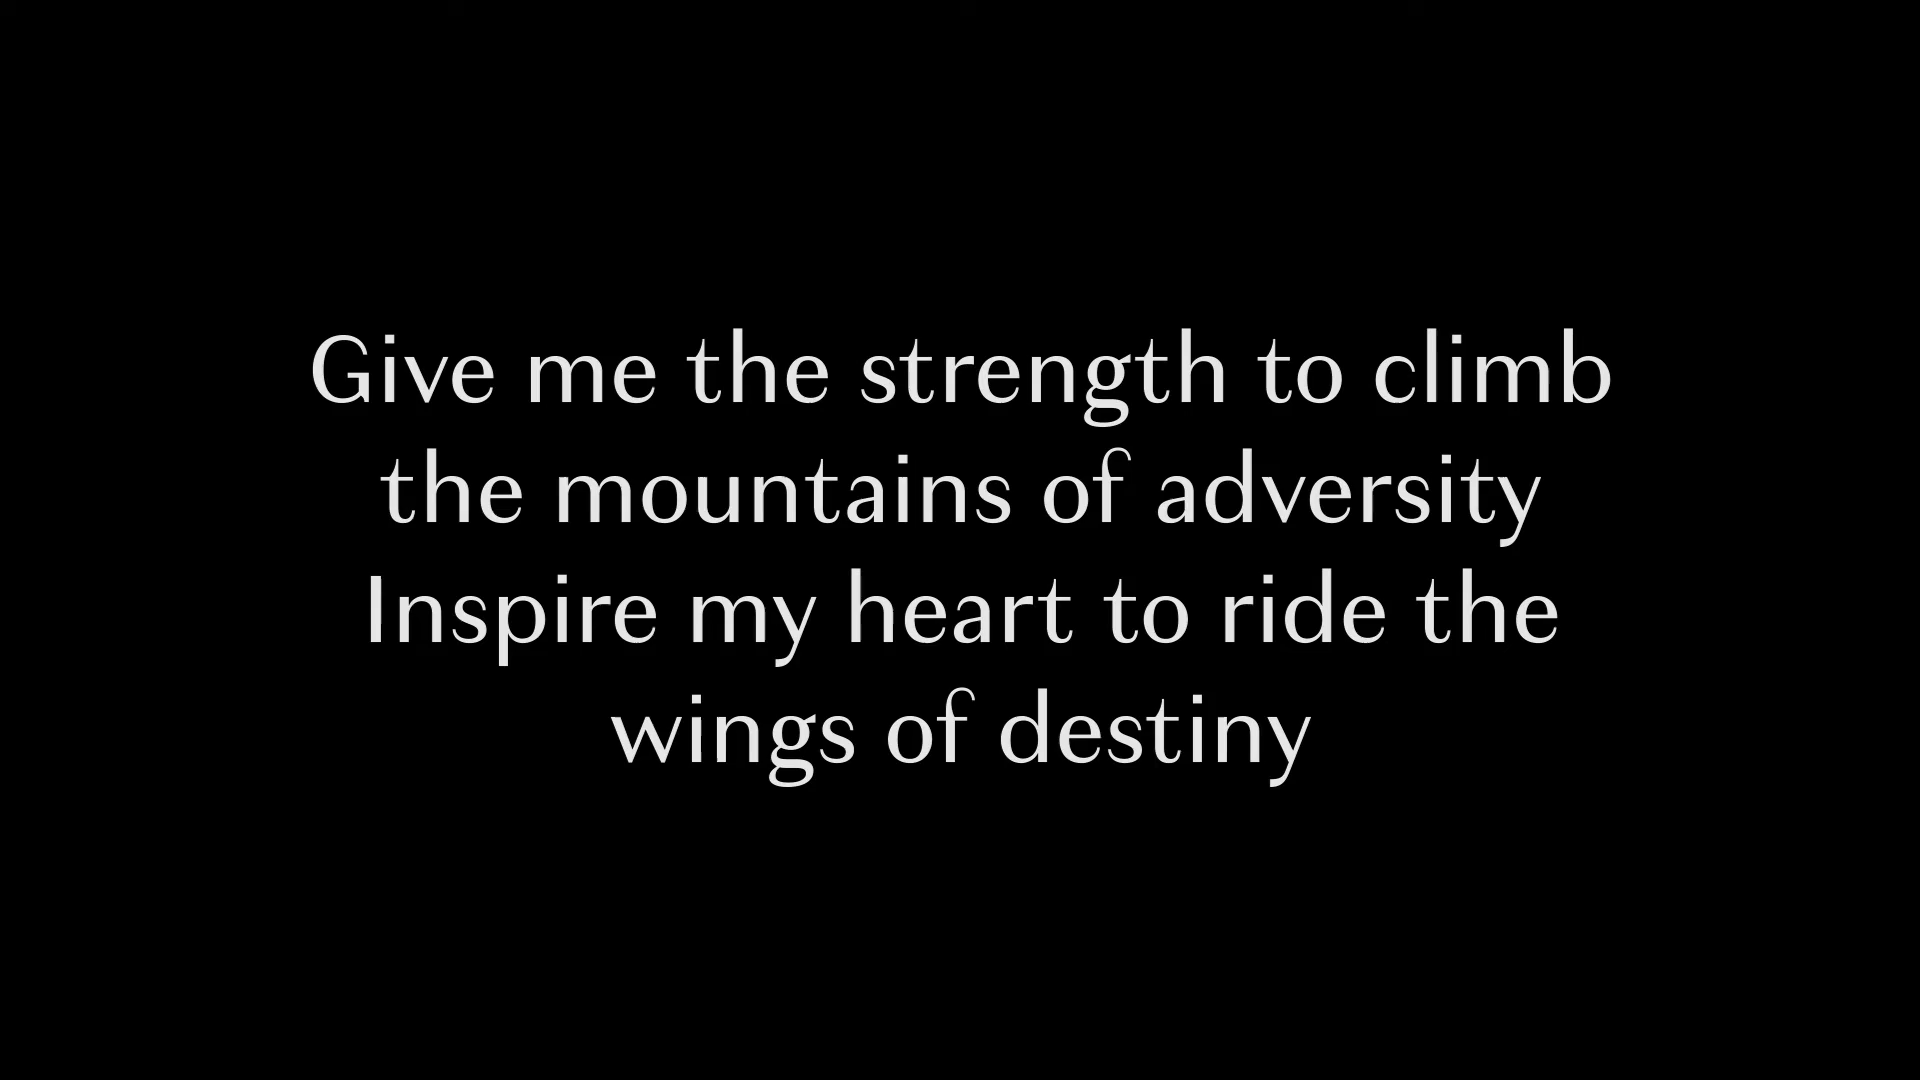 Give me the strength to climb
the mountains of adversity
Inspire my heart to ride the
wings of destiny